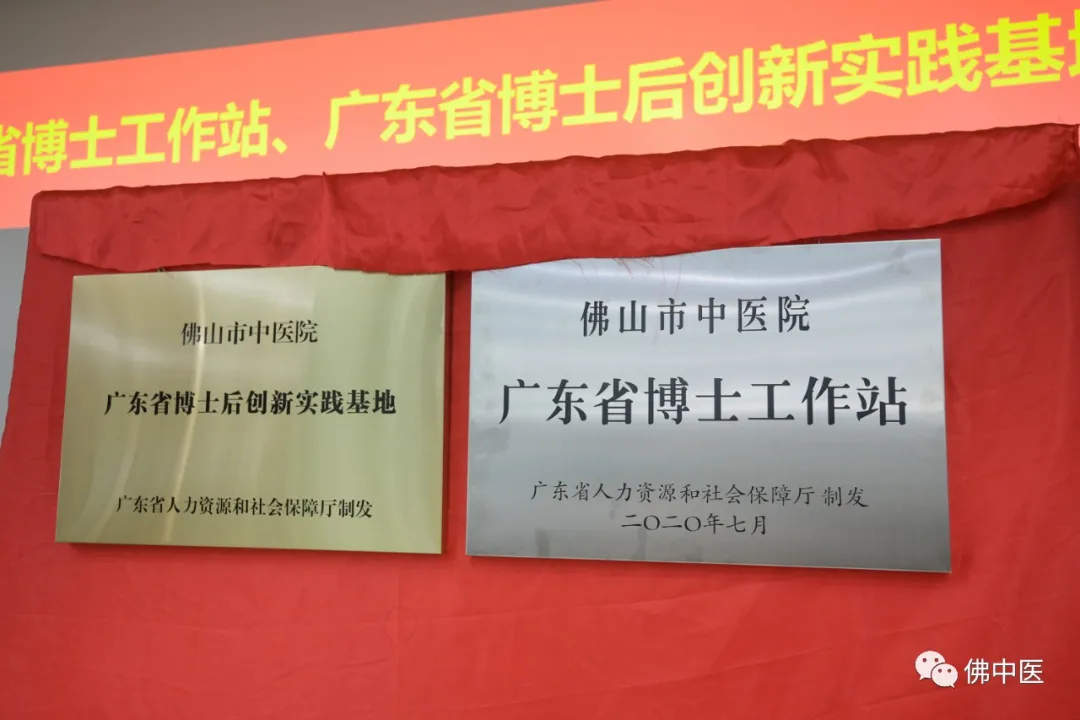 省博士工作站、广东省博士后创新实践基地
佛山市中医院
广东省博士后创新实践基地
广东省人力资源和社会保障厅制发
佛山市中医院
广东省博士工作站
广东省人力资源和社会保障厅 制发
二〇二〇年七月
佛中医